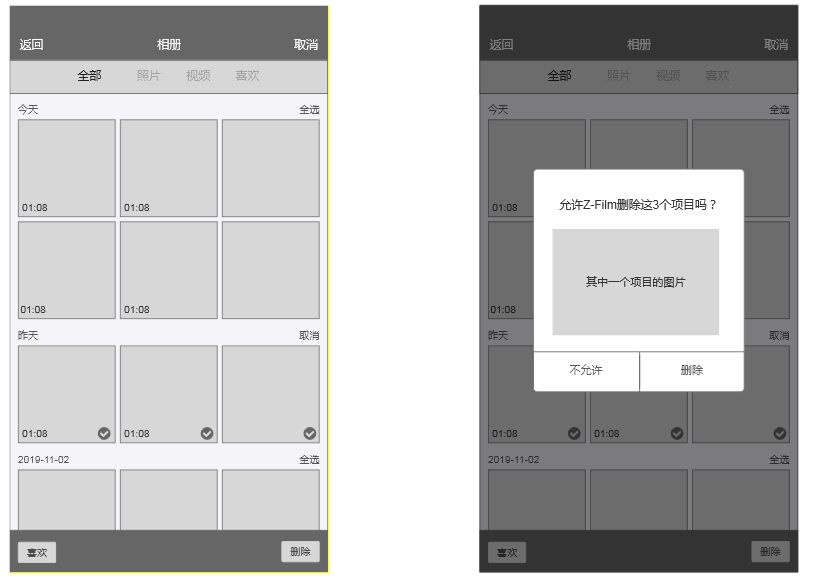 返回 相册 取消
全部 照片 视频 喜欢
今天 全选
01:08 01:08
01:08 01:08
昨天 取消
01:08 01:08
2019-11-02 全选
喜欢 删除
返回 相册 取消
全部 照片 视频 喜欢
今天 全选
01:08
允许Z-Film删除这3个项目吗？
其中一个项目的图片
01:08
昨天 取消
不允许 删除
01:08 01:08
2019-11-02 全选
喜欢 删除